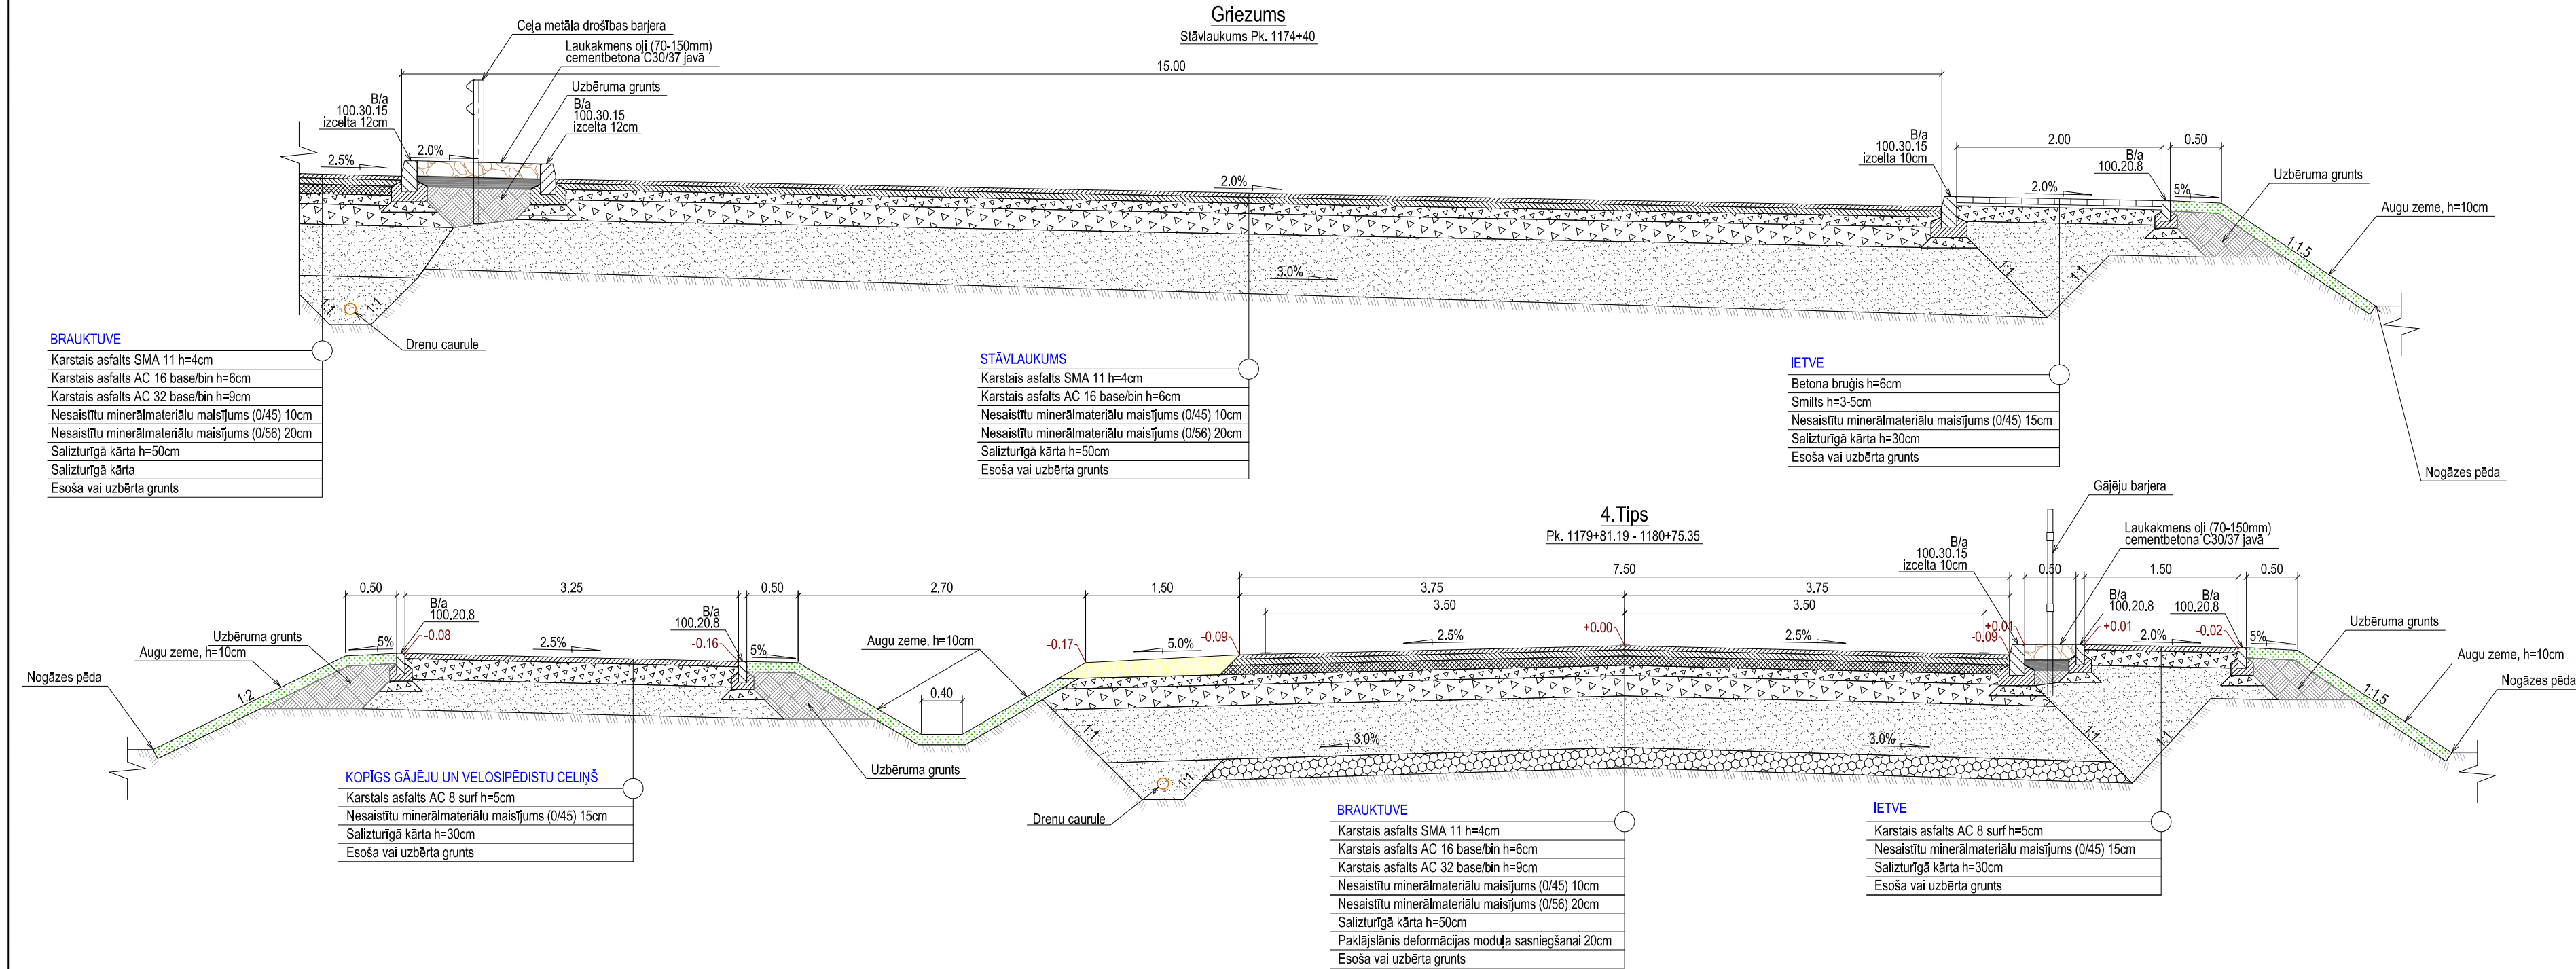 Griezums
Stāvlaukums Pk. 1174+40
Ceļa metāla drošības barjera
Laukakmens oļi (70-150mm)
cementbetona C30/37 javā
15.00
Uzbēruma grunts
B/a
100.30.15
izcelta 12cm
B/a
100.30.15
izcelta 12cm
2.5%
2.0%
2.0%
3.0%
B/a
100.30.15
izcelta 10cm
2.00
0.50
B/a
100.20.8
2.0%
5%
Uzbēruma grunts
Augu zeme, h=10cm
1:1.5
1:1
1:1
1:1
1:1
Drenu caurule
Nogāzes pēda
BRAUKTUVE
Karstais asfalts SMA 11 h=4cm
Karstais asfalts AC 16 base/bin h=6cm
Karstais asfalts AC 32 base/bin h=9cm
Nesaistītu minerālmateriālu maisījums (0/45) 10cm
Nesaistītu minerālmateriālu maisījums (0/56) 20cm
Salizturīgā kārta h=50cm
Salizturīgā kārta
Esoša vai uzbērta grunts
STĀVLAUKUMS
Karstais asfalts SMA 11 h=4cm
Karstais asfalts AC 16 base/bin h=6cm
Nesaistītu minerālmateriālu maisījums (0/45) 10cm
Nesaistītu minerālmateriālu maisījums (0/56) 20cm
Salizturīgā kārta h=50cm
Esoša vai uzbērta grunts
IETVE
Betona bruģis h=6cm
Smilts h=3-5cm
Nesaistītu minerālmateriālu maisījums (0/45) 15cm
Salizturīgā kārta h=30cm
Esoša vai uzbērta grunts
4.Tips
Pk. 1179+81.19 - 1180+75.35
Gājēju barjera
Laukakmens oļi (70-150mm)
cementbetona C30/37 javā
B/a
100.30.15
izcelta 10cm
7.50
0.50
3.25
0.50
2.70
1.50
3.75
3.75
0.50
1.50
0.50
3.50
3.50
B/a
100.20.8
B/a
100.20.8
B/a
100.20.8
B/a
100.20.8
Uzbēruma grunts
Augu zeme, h=10cm
Nogāzes pēda
5%
-0.08
2.5%
-0.16
5%
Augu zeme, h=10cm
-0.17
5.0%
-0.09
2.5%
+0.00
2.5%
-0.09
+0.01
+0.01
2.0%
-0.02
5%
Uzbēruma grunts
Augu zeme, h=10cm
Nogāzes pēda
1:2
0.40
1:1
1:1
3.0%
3.0%
1:1
1:1
1:1.5
Uzbēruma grunts
Drenu caurule
KOPĪGS GĀJĒJU UN VELOSIPĒDISTU CELIŅŠ
Karstais asfalts AC 8 surf h=5cm
Nesaistītu minerālmateriālu maisījums (0/45) 15cm
Salizturīgā kārta h=30cm
Esoša vai uzbērta grunts
BRAUKTUVE
Karstais asfalts SMA 11 h=4cm
Karstais asfalts AC 16 base/bin h=6cm
Karstais asfalts AC 32 base/bin h=9cm
Nesaistītu minerālmateriālu maisījums (0/45) 10cm
Nesaistītu minerālmateriālu maisījums (0/56) 20cm
Salizturīgā kārta h=50cm
Paklājslānis deformācijas moduļa sasniegšanai 20cm
Esoša vai uzbērta grunts
IETVE
Karstais asfalts AC 8 surf h=5cm
Nesaistītu minerālmateriālu maisījums (0/45) 15cm
Salizturīgā kārta h=30cm
Esoša vai uzbērta grunts